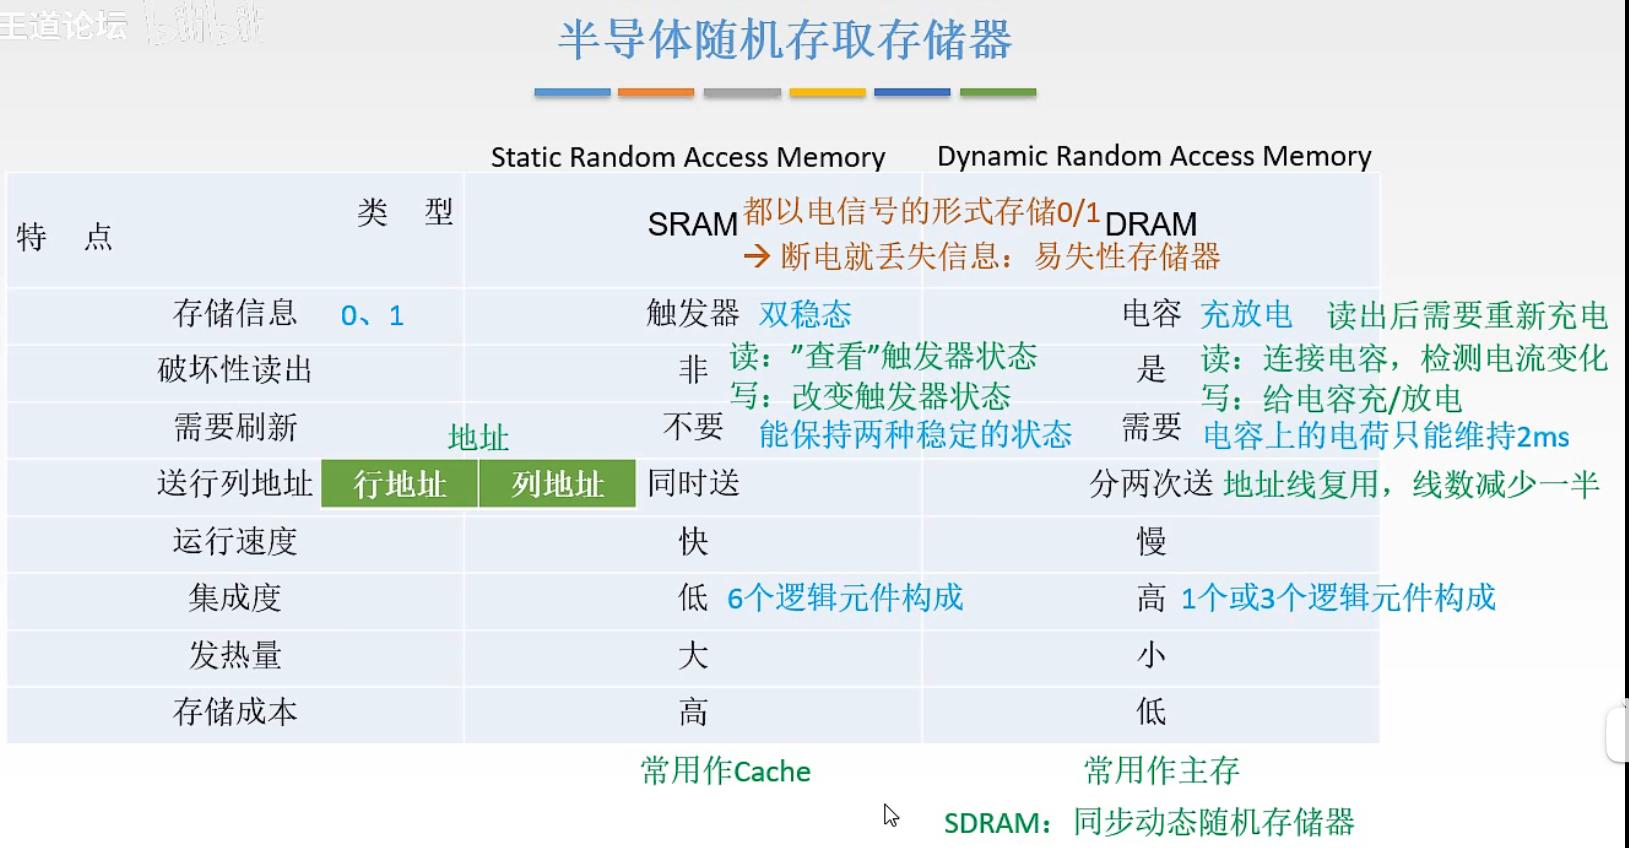 王道论坛 bilibili
半导体随机存取存储器
Static Random Access Memory Dynamic Random Access Memory
特 点 类 型 SRAM 都以电信号的形式存储0/1 DRAM
→ 断电就丢失信息：易失性存储器
存储信息 0、1 触发器 双稳态 电容 充放电 读出后需要重新充电
破坏性读出 非 读：”查看”触发器状态 是 读：连接电容，检测电流变化
写：改变触发器状态 写：给电容充/放电
需要刷新 不要 能保持两种稳定的状态 需要 电容上的电荷只能维持2ms
地址
送行列地址 行地址 列地址 同时送 分两次送 地址线复用，线数减少一半
运行速度 快 慢
集成度 低 6个逻辑元件构成 高 1个或3个逻辑元件构成
发热量 大 小
存储成本 高 低
常用作Cache 常用作主存
SDRAM：同步动态随机存储器